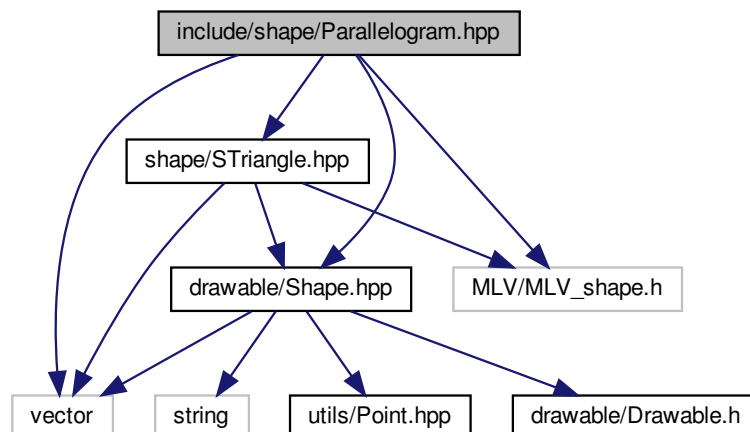 include/shape/Parallelogram.hpp
shape/STriangle.hpp
drawable/Shape.hpp
MLV/MLV_shape.h
vector
string
utils/Point.hpp
drawable/Drawable.h